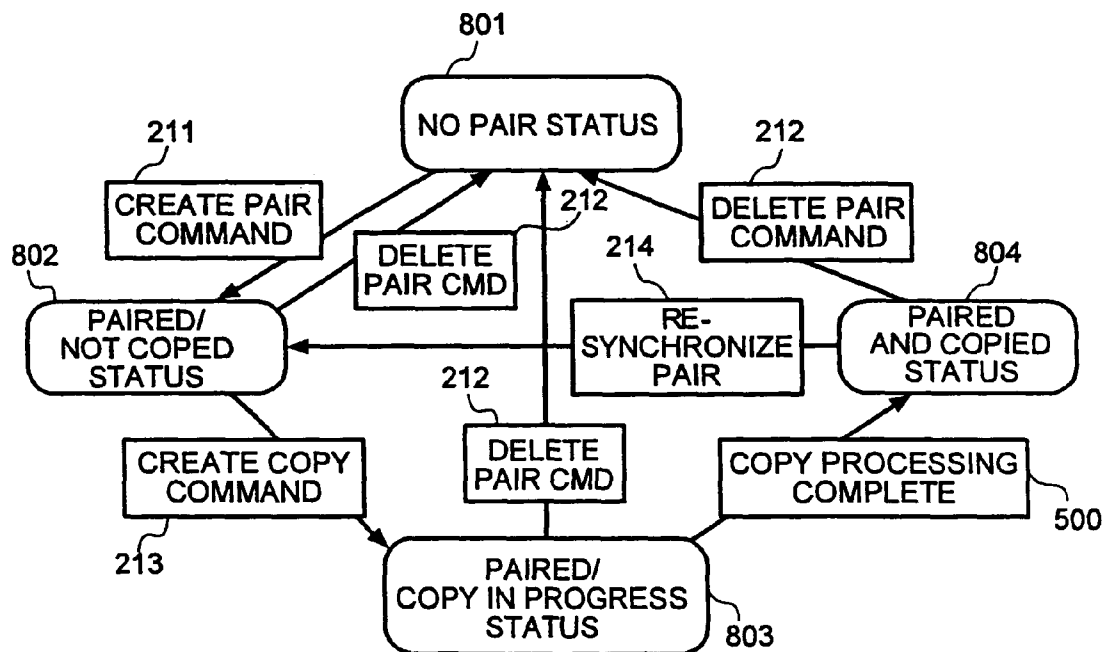 801
NO PAIR STATUS
211
CREATE PAIR
COMMAND
212
DELETE
PAIR CMD
212
DELETE PAIR
COMMAND
802
PAIRED/
NOT COPED
STATUS
214
RE-
SYNCHRONIZE
PAIR
804
PAIRED
AND COPIED
STATUS
212
DELETE
PAIR CMD
CREATE COPY
COMMAND
213
COPY PROCESSING
COMPLETE
500
PAIRED/
COPY IN PROGRESS
STATUS
803